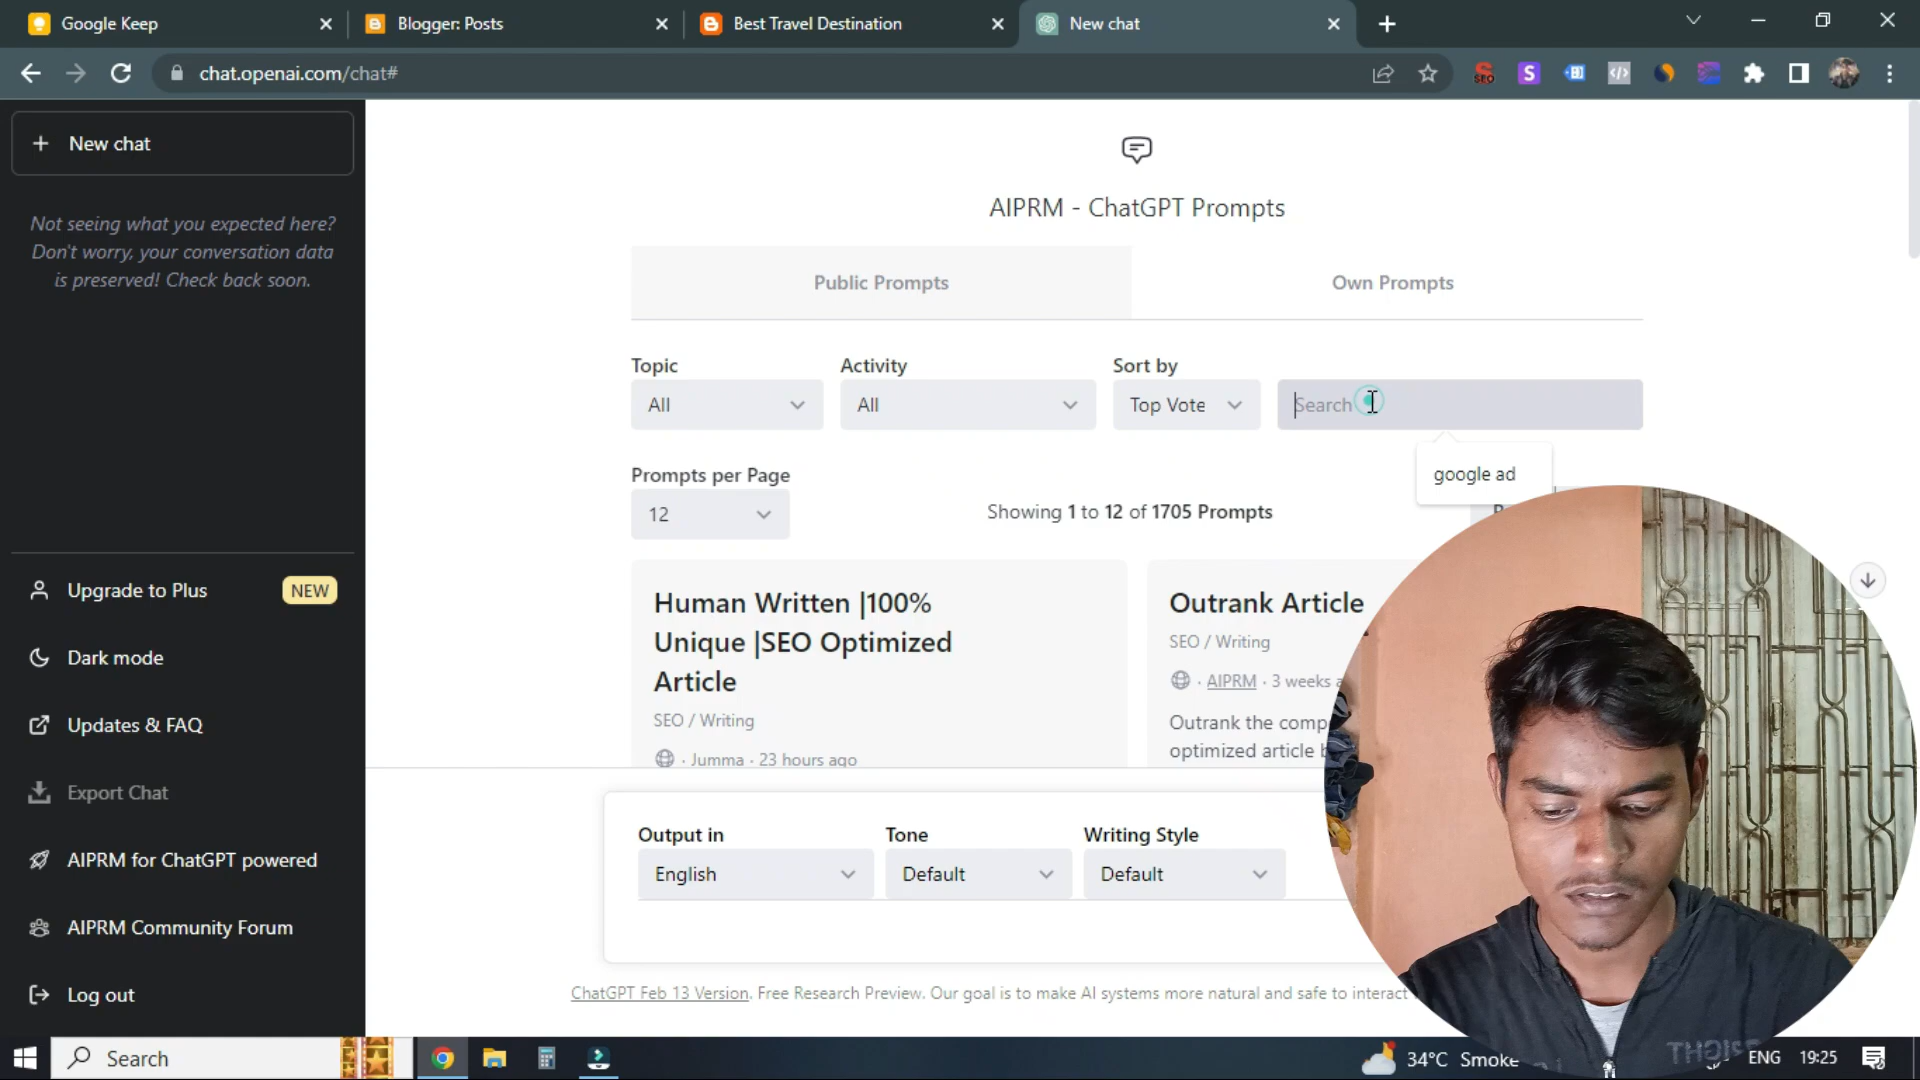 Google Keep
Blogger: Posts
Best Travel Destination
New chat
chat.openai.com/chat#
SEO
S
New chat
Not seeing what you expected here?
Don't worry, your conversation data
is preserved! Check back soon.
Upgrade to Plus NEW
Dark mode
Updates & FAQ
Export Chat
AIPRM for ChatGPT powered
AIPRM Community Forum
Log out
AIPRM - ChatGPT Prompts
Public Prompts
Own Prompts
Topic
All
Activity
All
Sort by
Top Vote
Search
google ad
Prompts per Page
12
Showing 1 to 12 of 1705 Prompts
Human Written |100%
Unique |SEO Optimized
Article
SEO / Writing
· Jumma · 23 hours ago
Outrank Article
SEO / Writing
· AIPRM · 3 weeks
Outrank the comp
optimized article
Output in
English
Tone
Default
Writing Style
Default
ChatGPT Feb 13 Version. Free Research Preview. Our goal is to make AI systems more natural and safe to interact
Search
34°C Smoke
ENG
19:25